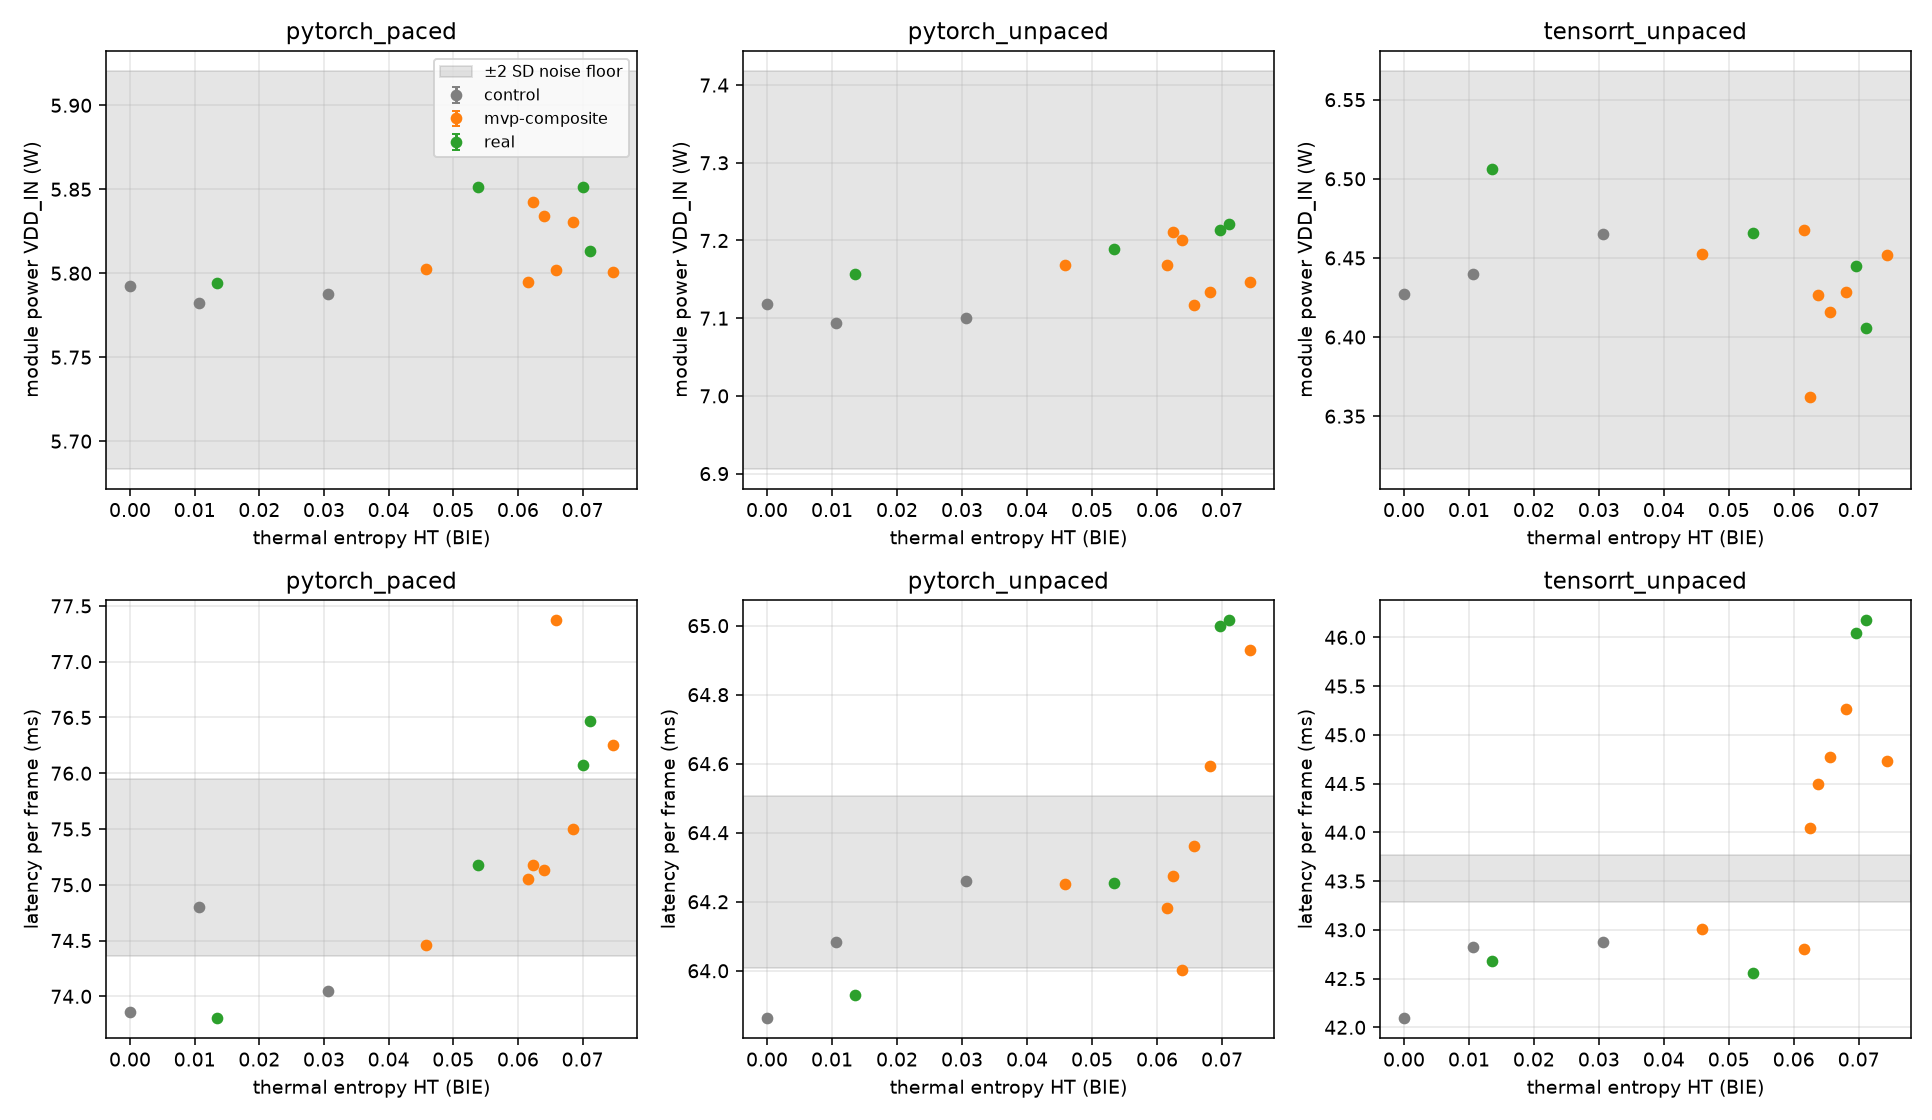 pytorch_paced
module power VDD_IN (W)
5.90
5.85
5.80
5.75
5.70
±2 SD noise floor
control
mvp-composite
real
0.00 0.01 0.02 0.03 0.04 0.05 0.06 0.07
thermal entropy HT (BIE)
pytorch_unpaced
module power VDD_IN (W)
7.4
7.3
7.2
7.1
7.0
6.9
0.00 0.01 0.02 0.03 0.04 0.05 0.06 0.07
thermal entropy HT (BIE)
tensorrt_unpaced
module power VDD_IN (W)
6.55
6.50
6.45
6.40
6.35
0.00 0.01 0.02 0.03 0.04 0.05 0.06 0.07
thermal entropy HT (BIE)
pytorch_paced
latency per frame (ms)
77.5
77.0
76.5
76.0
75.5
75.0
74.5
74.0
0.00 0.01 0.02 0.03 0.04 0.05 0.06 0.07
thermal entropy HT (BIE)
pytorch_unpaced
latency per frame (ms)
65.0
64.8
64.6
64.4
64.2
64.0
0.00 0.01 0.02 0.03 0.04 0.05 0.06 0.07
thermal entropy HT (BIE)
tensorrt_unpaced
latency per frame (ms)
46.0
45.5
45.0
44.5
44.0
43.5
43.0
42.5
42.0
0.00 0.01 0.02 0.03 0.04 0.05 0.06 0.07
thermal entropy HT (BIE)